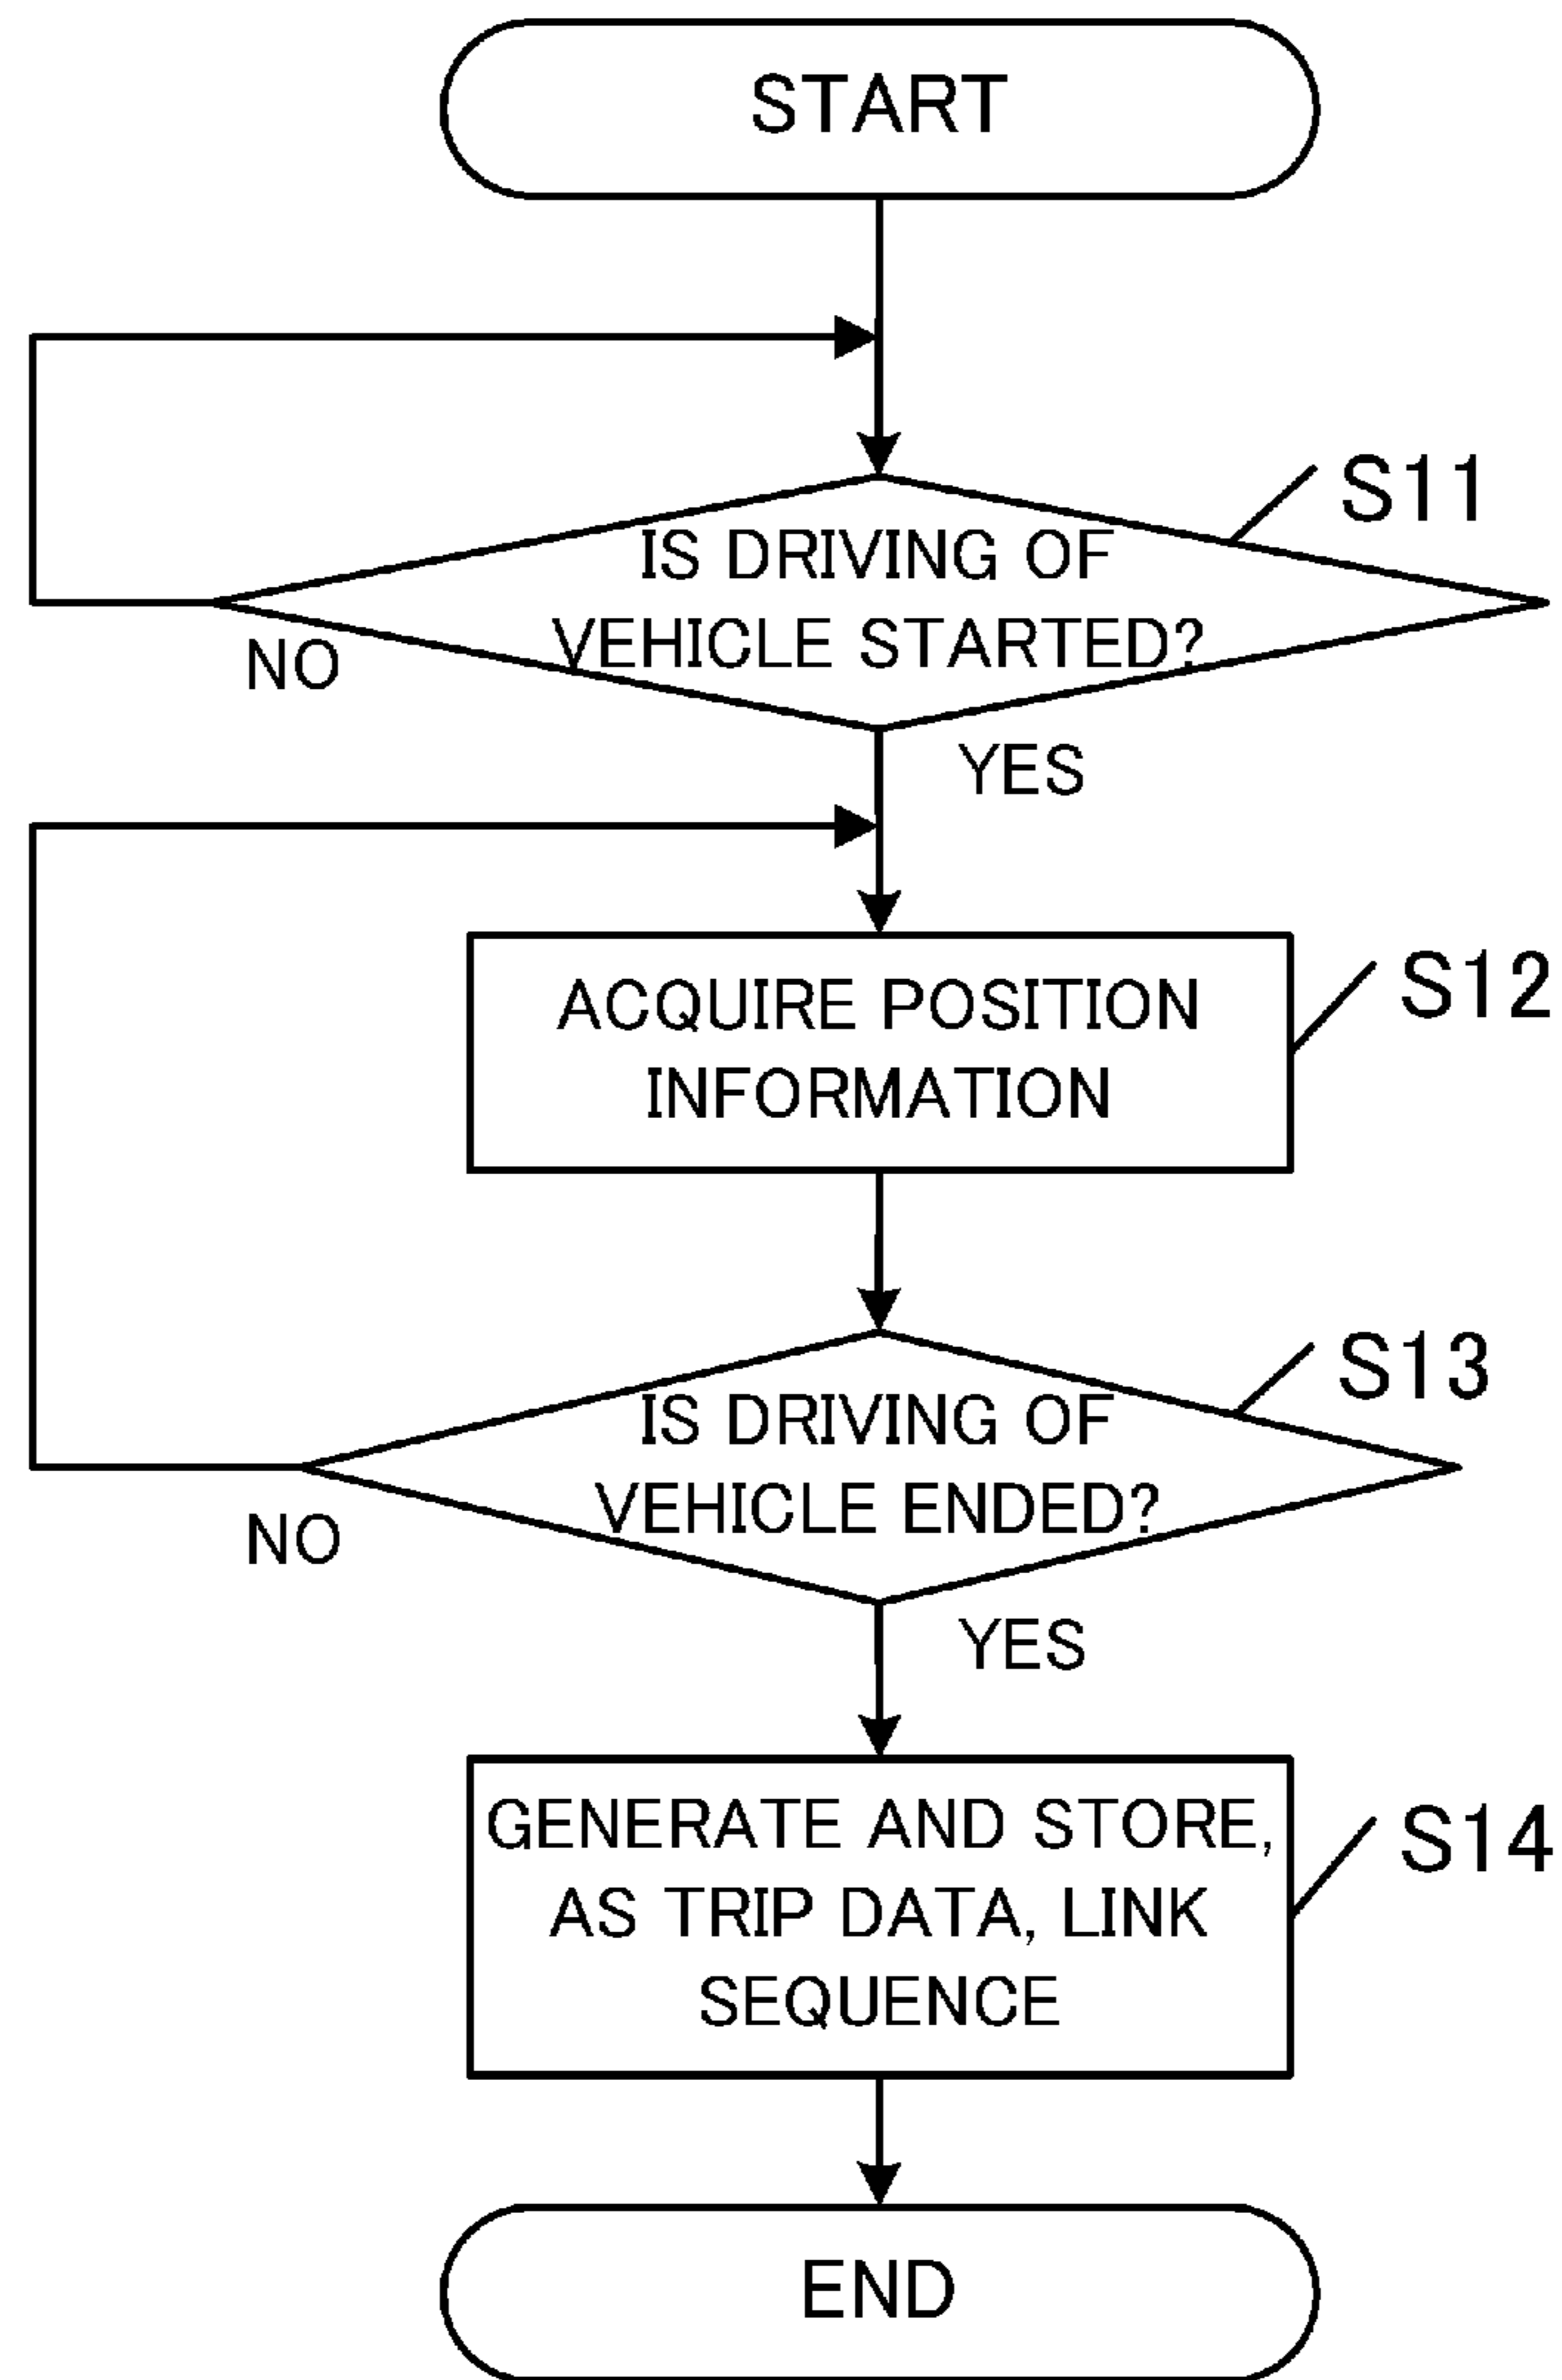 START
S11
IS DRIVING OF
VEHICLE STARTED?
NO
YES
S12
ACQUIRE POSITION
INFORMATION
S13
IS DRIVING OF
VEHICLE ENDED?
NO
YES
GENERATE AND STORE,
S14
AS TRIP DATA, LINK
SEQUENCE
END